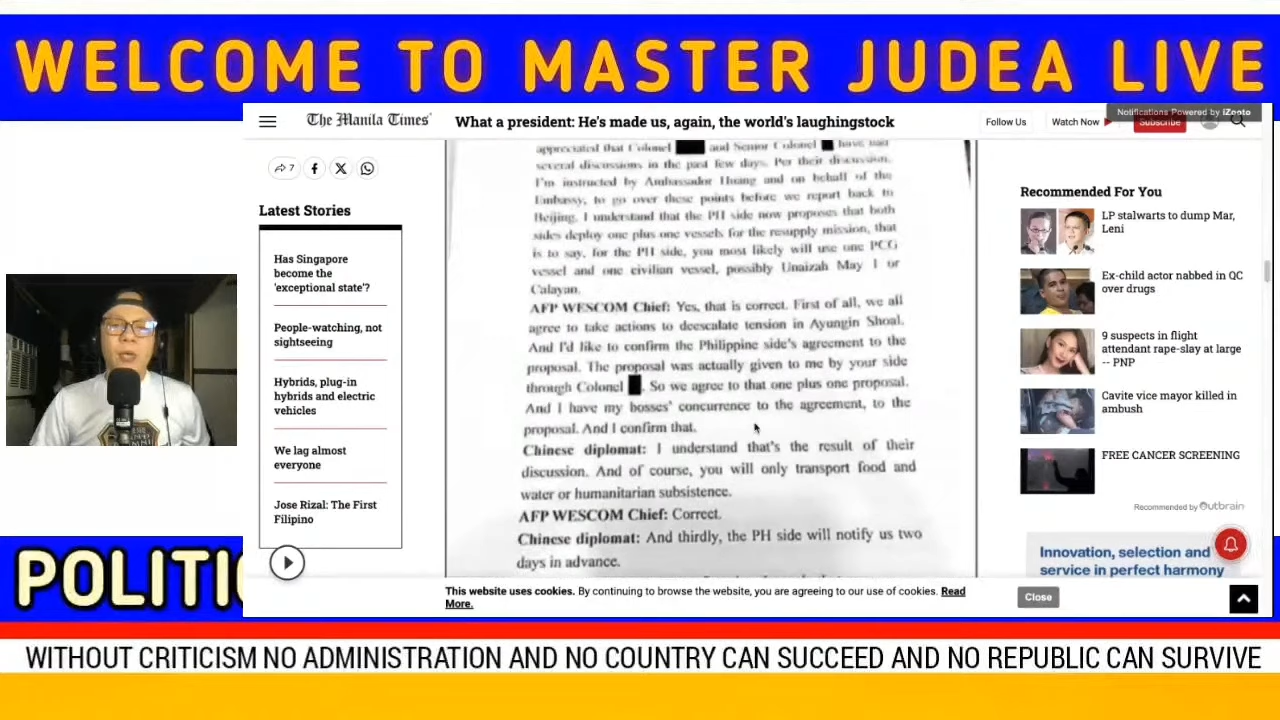 WELCOME TO MASTER JUDEA LIVE
Notifications Powered by iZooto
The Manila Times
What a president: He's made us, again, the world's laughingstock
Follow Us
Watch Now
Subscribe
7
Latest Stories
Has Singapore
become the
'exceptional state'?
People-watching, not
sightseeing
Hybrids, plug-in
hybrids and electric
vehicles
We lag almost
everyone
Jose Rizal: The First
Filipino
appreciated that Colonel and Senior Colonel have had
several discussions in the past few days. Per their discussion,
I'm instructed by Ambassador Huang and on behalf of the
Embassy, to go over these points before we report back to
Beijing. I understand that the PH side now proposes that both
sides deploy one plus one vessels for the resupply mission, that
is to say, for the PH side, you most likely will use one PCG
vessel and one civilian vessel, possibly Unaizah May 1 or
Calayan.
AFP WESCOM Chief: Yes, that is correct. First of all, we all
agree to take actions to deescalate tension in Ayungin Shoal.
And I'd like to confirm the Philippine side's agreement to the
proposal. The proposal was actually given to me by your side
through Colonel . So we agree to that one plus one proposal.
And I have my bosses' concurrence to the agreement, to the
proposal. And I confirm that.
Chinese diplomat: I understand that's the result of their
discussion. And of course, you will only transport food and
water or humanitarian subsistence.
AFP WESCOM Chief: Correct.
Chinese diplomat: And thirdly, the PH side will notify us two
days in advance.
Recommended For You
LP stalwarts to dump Mar,
Leni
Ex-child actor nabbed in QC
over drugs
9 suspects in flight
attendant rape-slay at large
-- PNP
Cavite vice mayor killed in
ambush
FREE CANCER SCREENING
Recommended by Outbrain
Innovation, selection and
service in perfect harmony
This website uses cookies. By continuing to browse the website, you are agreeing to our use of cookies. Read
More.
Close
POLITIC
WITHOUT CRITICISM NO ADMINISTRATION AND NO COUNTRY CAN SUCCEED AND NO REPUBLIC CAN SURVIVE